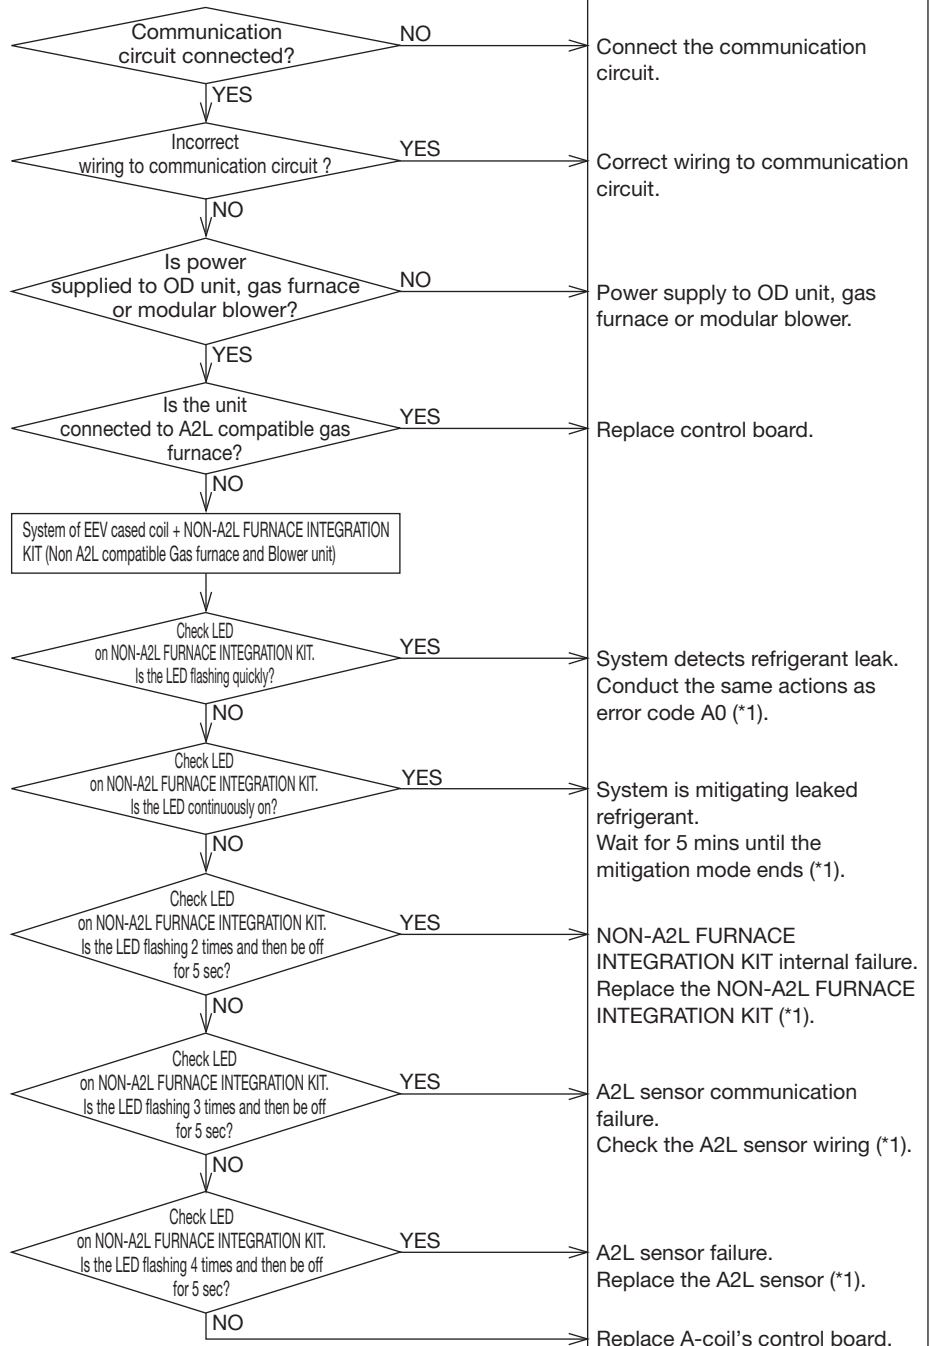 Communication
circuit connected?
NO
Connect the communication
circuit.
YES
Incorrect
wiring to communication circuit ?
YES
Correct wiring to communication
circuit.
NO
Is power
supplied to OD unit, gas furnace
or modular blower?
NO
Power supply to OD unit, gas
furnace or modular blower.
YES
Is the unit
connected to A2L compatible gas
furnace?
YES
Replace control board.
NO
System of EEV cased coil + NON-A2L FURNACE INTEGRATION
KIT (Non A2L compatible Gas furnace and Blower unit)
Check LED
on NON-A2L FURNACE INTEGRATION KIT.
Is the LED flashing quickly?
YES
System detects refrigerant leak.
Conduct the same actions as
error code A0 (*1).
NO
Check LED
on NON-A2L FURNACE INTEGRATION KIT.
Is the LED continuously on?
YES
System is mitigating leaked
refrigerant.
Wait for 5 mins until the
mitigation mode ends (*1).
NO
Check LED
on NON-A2L FURNACE INTEGRATION KIT.
Is the LED flashing 2 times and then be off
for 5 sec?
YES
NON-A2L FURNACE
INTEGRATION KIT internal failure.
Replace the NON-A2L FURNACE
INTEGRATION KIT (*1).
NO
Check LED
on NON-A2L FURNACE INTEGRATION KIT.
Is the LED flashing 3 times and then be off
for 5 sec?
YES
A2L sensor communication
failure.
Check the A2L sensor wiring (*1).
NO
Check LED
on NON-A2L FURNACE INTEGRATION KIT.
Is the LED flashing 4 times and then be off
for 5 sec?
YES
A2L sensor failure.
Replace the A2L sensor (*1).
NO
Replace A-coil's control board.